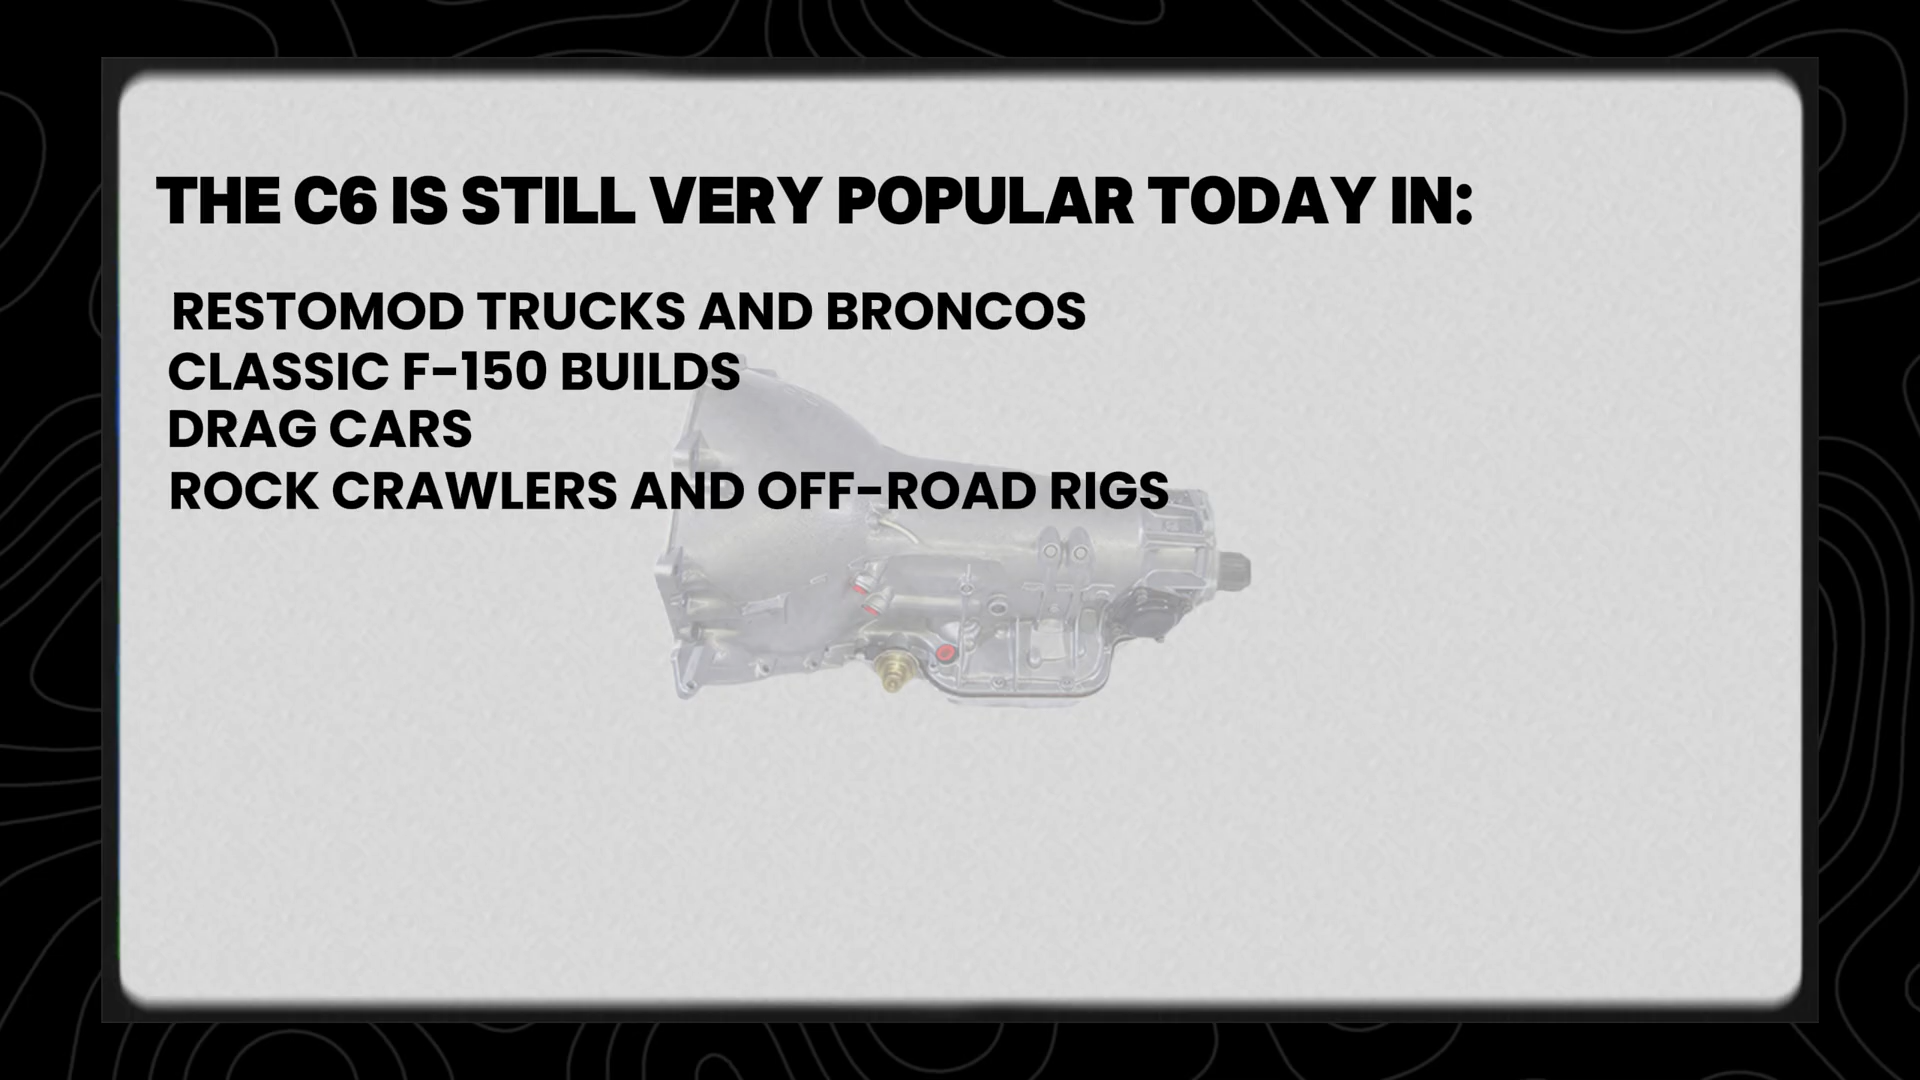 THE C6 IS STILL VERY POPULAR TODAY IN:
RESTOMOD TRUCKS AND BRONCOS
CLASSIC F-150 BUILDS
DRAG CARS
ROCK CRAWLERS AND OFF-ROAD RIGS